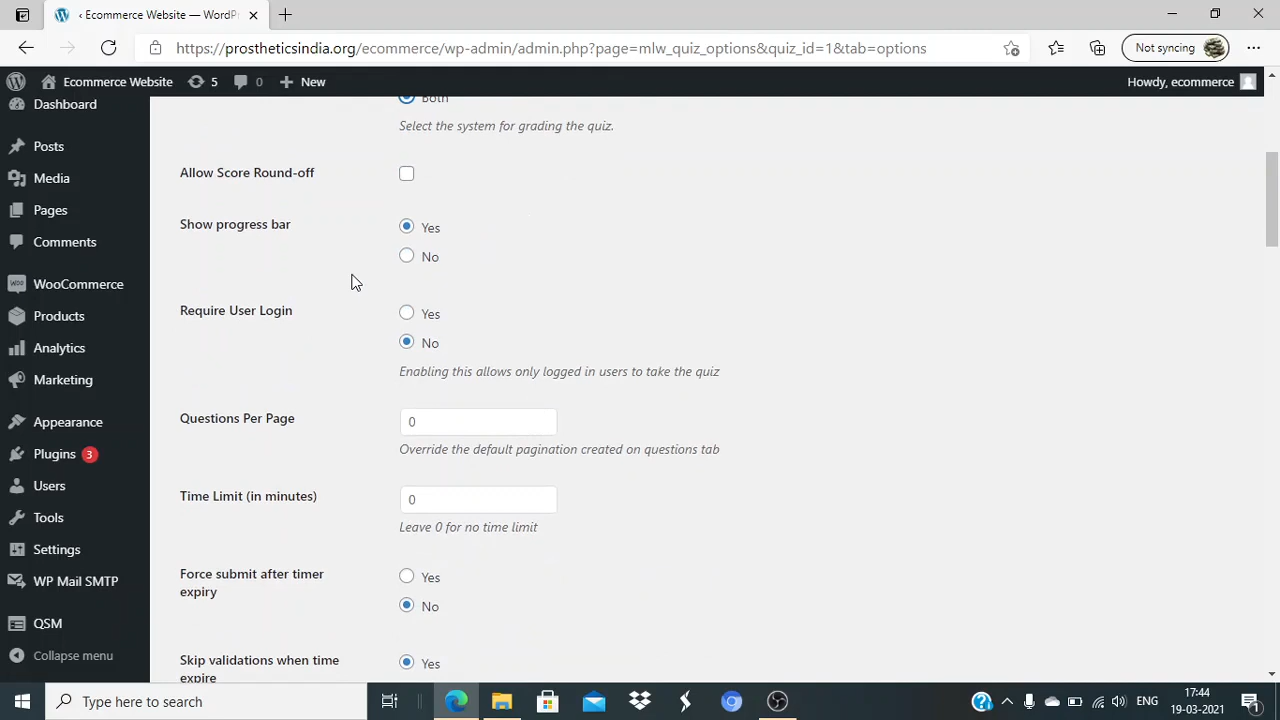 ‹ Ecommerce Website — WordPr
https://prostheticsindia.org/ecommerce/wp-admin/admin.php?page=mlw_quiz_options&quiz_id=1&tab=options
Not syncing
Ecommerce Website
5
0
New
Howdy, ecommerce
Dashboard
Posts
Media
Pages
Comments
WooCommerce
Products
Analytics
Marketing
Appearance
Plugins 3
Users
Tools
Settings
WP Mail SMTP
QSM
Collapse menu
Both
Select the system for grading the quiz.
Allow Score Round-off
Show progress bar
Yes
No
Require User Login
Yes
No
Enabling this allows only logged in users to take the quiz
Questions Per Page
0
Override the default pagination created on questions tab
Time Limit (in minutes)
0
Leave 0 for no time limit
Force submit after timer
expiry
Yes
No
Skip validations when time
expire
Yes
Type here to search
ENG
17:44
19-03-2021
1